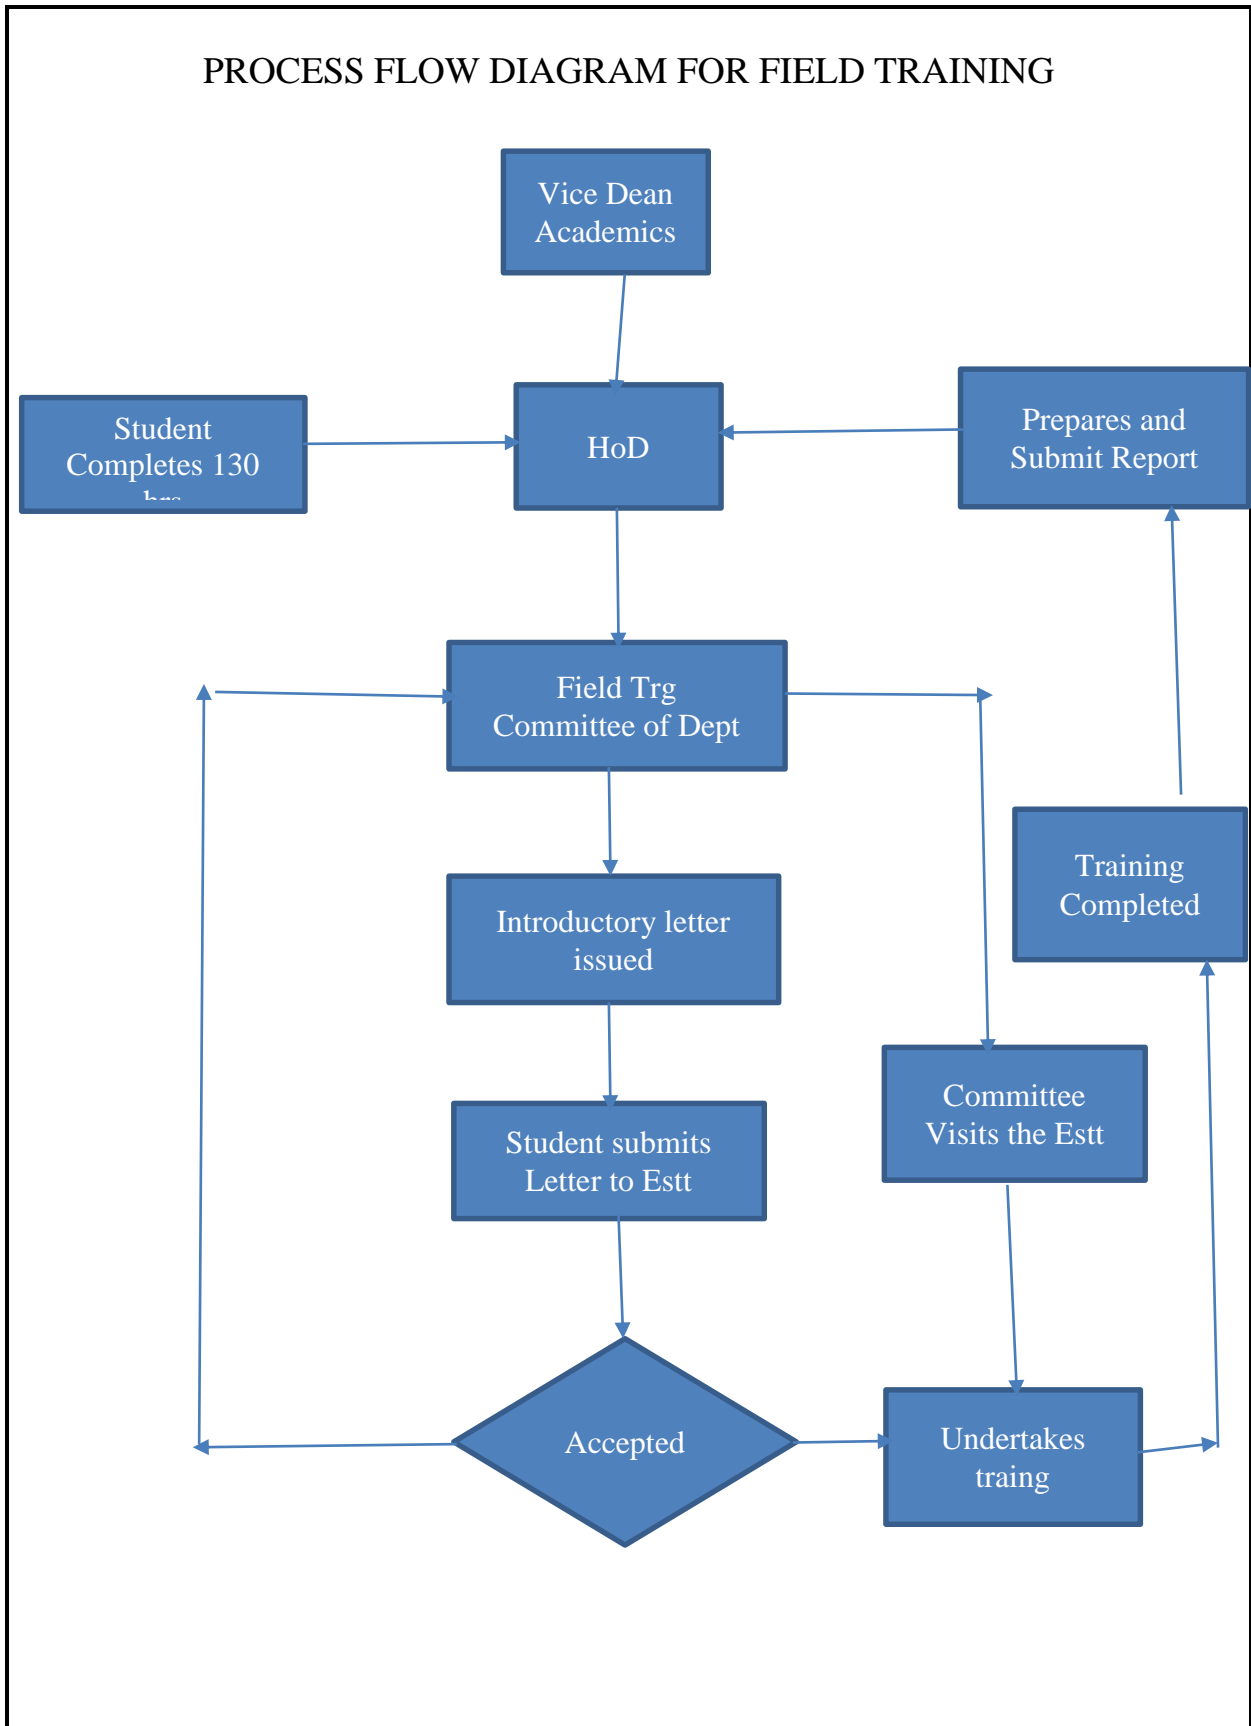 PROCESS FLOW DIAGRAM FOR FIELD TRAINING
Vice Dean
Academics
Student
Completes 130
hrs
HoD
Prepares and
Submit Report
Field Trg
Committee of Dept
Training
Completed
Introductory letter
issued
Committee
Visits the Estt
Student submits
Letter to Estt
Accepted
Undertakes
traing